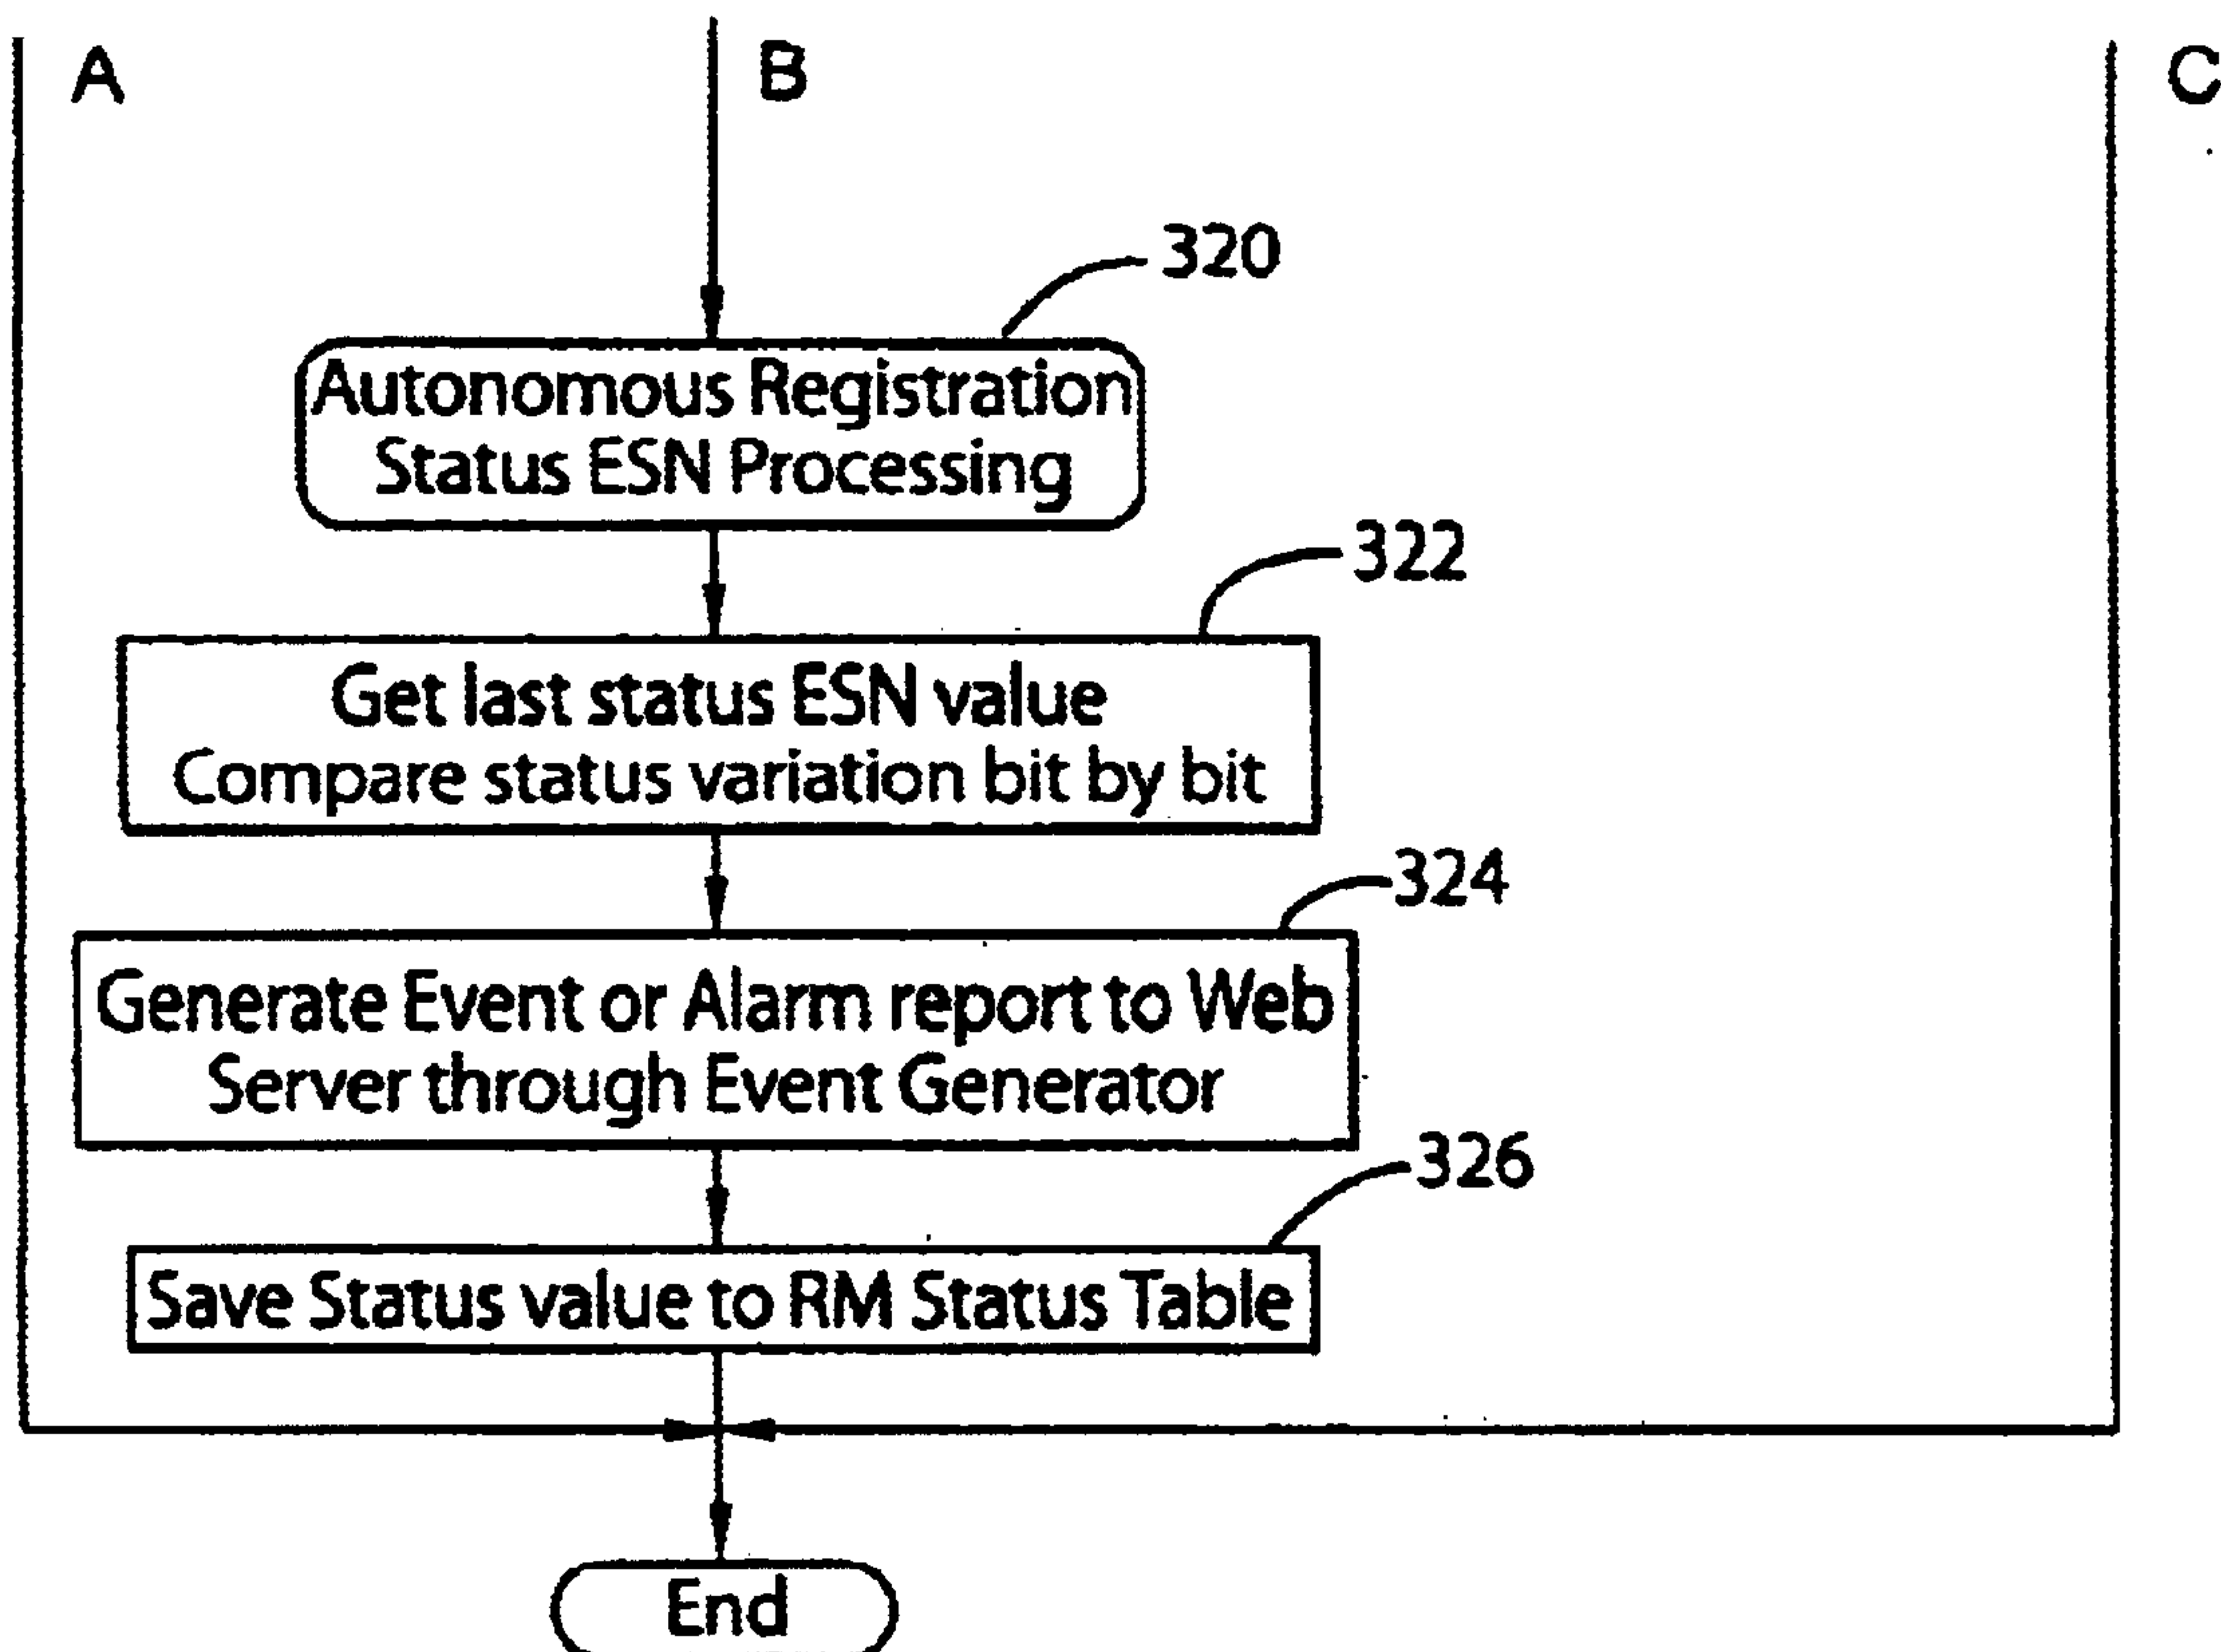 A
B
C
320
Autonomous Registration
Status ESN Processing
322
Get last status ESN value
Compare status variation bit by bit
324
Generate Event or Alarm report to Web
Server through Event Generator
326
Save Status value to RM Status Table
End